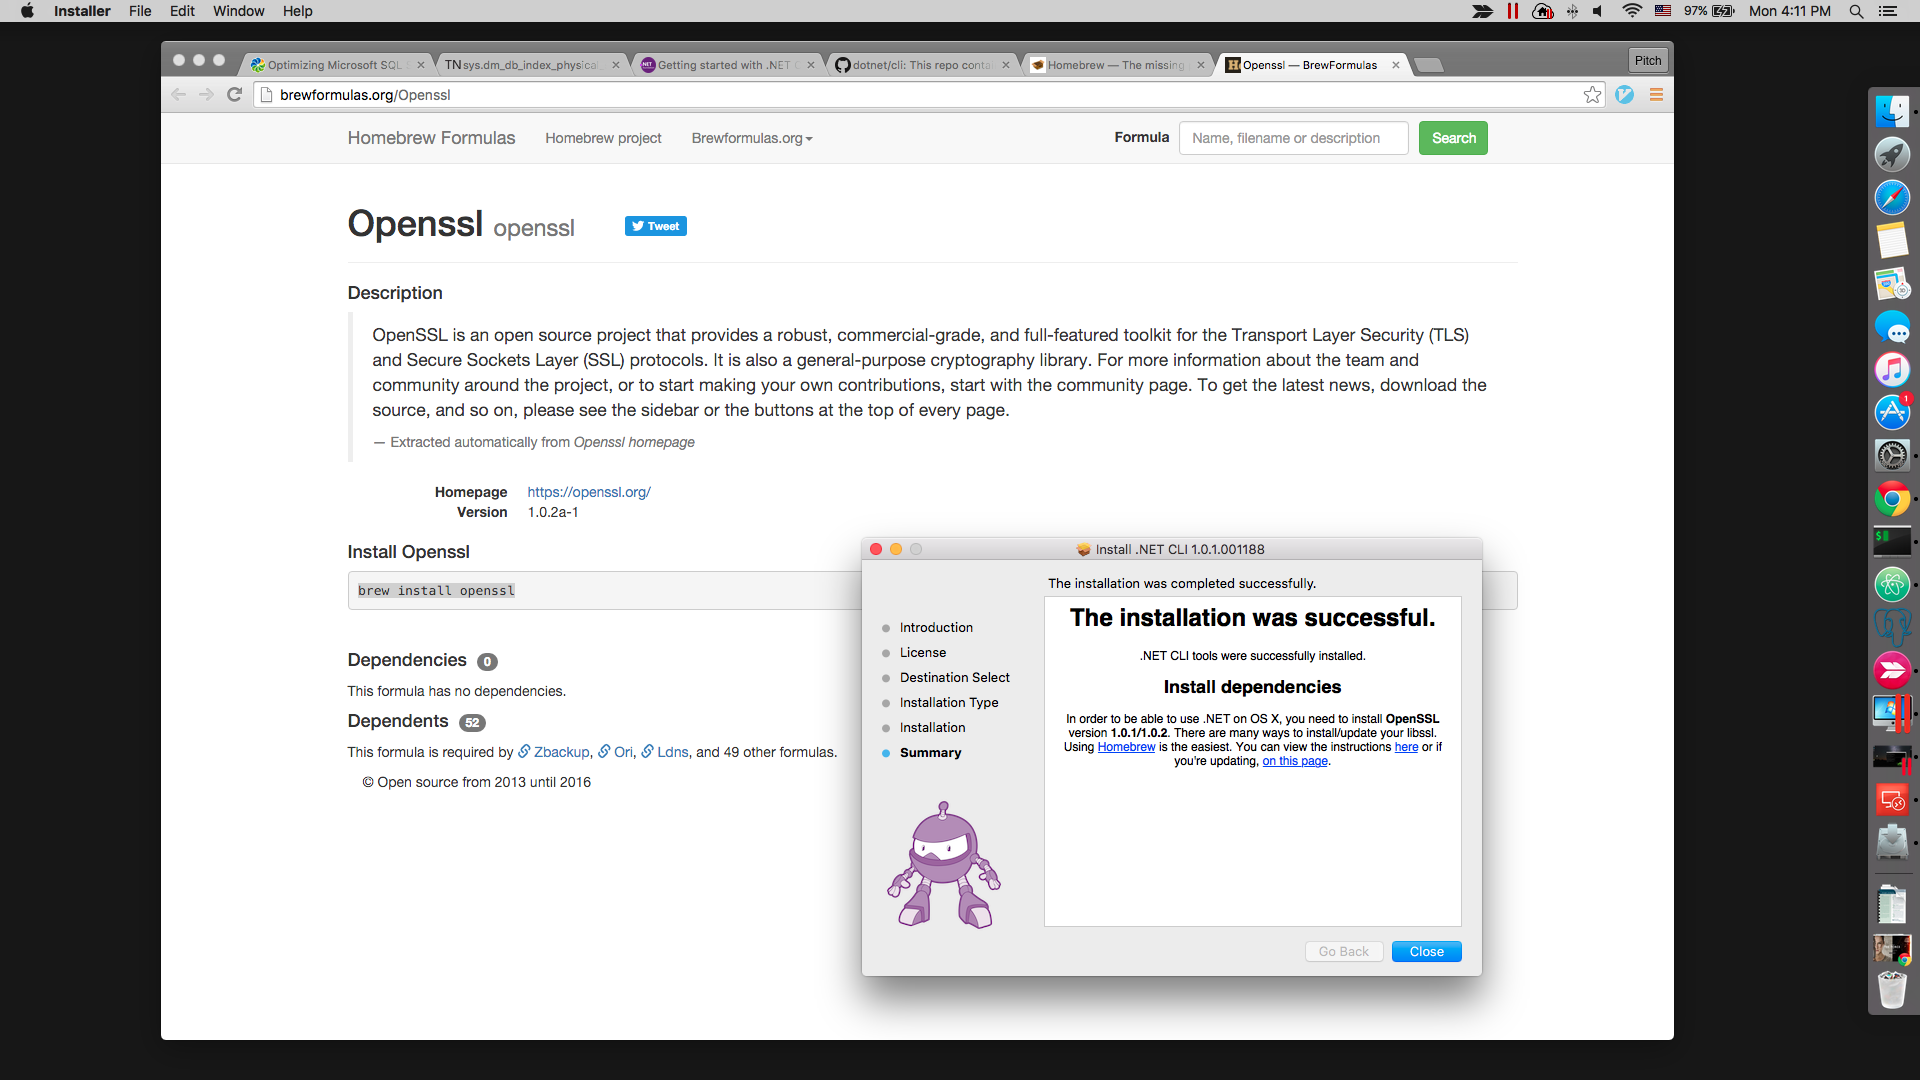 Installer File Edit Window Help
97% Mon 4:11 PM
Optimizing Microsoft SQL
TN sys.dm_db_index_physical_
Getting started with .NET C
dotnet/cli: This repo conta
Homebrew — The missing
Openssl — BrewFormulas
Pitch
brewformulas.org/Openssl
Homebrew Formulas Homebrew project Brewformulas.org Formula Name, filename or description Search
Openssl openssl Tweet
Description
OpenSSL is an open source project that provides a robust, commercial-grade, and full-featured toolkit for the Transport Layer Security (TLS)
and Secure Sockets Layer (SSL) protocols. It is also a general-purpose cryptography library. For more information about the team and
community around the project, or to start making your own contributions, start with the community page. To get the latest news, download the
source, and so on, please see the sidebar or the buttons at the top of every page.
— Extracted automatically from Openssl homepage
Homepage https://openssl.org/
Version 1.0.2a-1
Install Openssl
brew install openssl
Dependencies 0
This formula has no dependencies.
Dependents 52
This formula is required by Zbackup, Ori, Ldns, and 49 other formulas.
© Open source from 2013 until 2016
Install .NET CLI 1.0.1.001188
The installation was completed successfully.
Introduction
License
Destination Select
Installation Type
Installation
Summary
The installation was successful.
.NET CLI tools were successfully installed.
Install dependencies
In order to be able to use .NET on OS X, you need to install OpenSSL
version 1.0.1/1.0.2. There are many ways to install/update your libssl.
Using Homebrew is the easiest. You can view the instructions here or if
you're updating, on this page.
Go Back Close
1